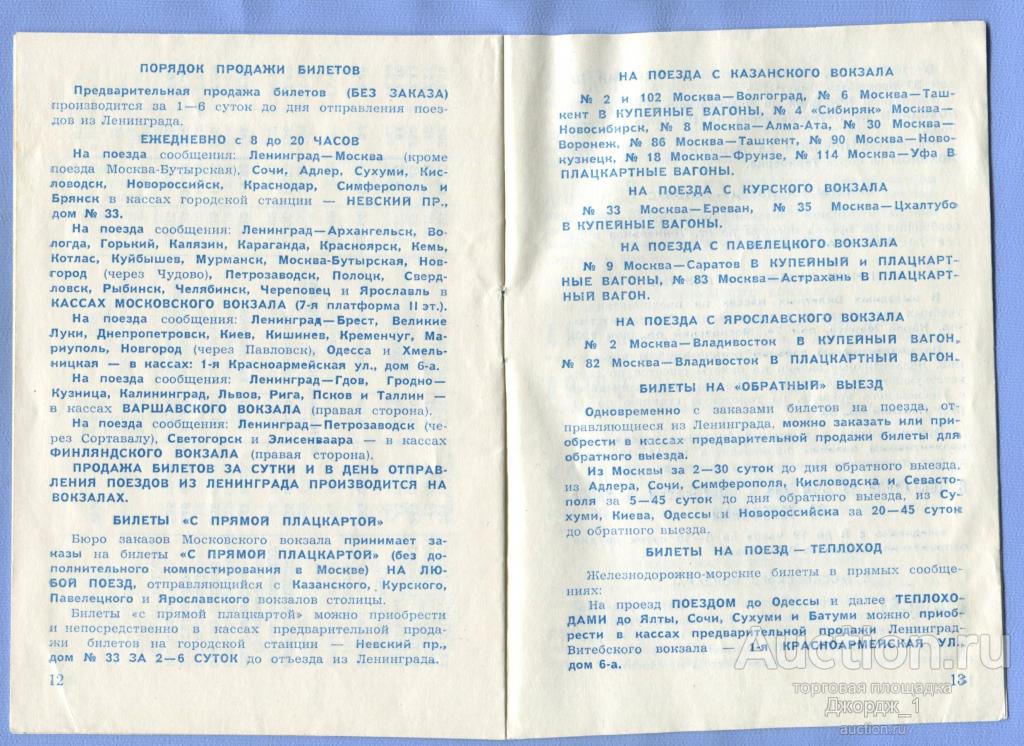 ПОРЯДОК ПРОДАЖИ БИЛЕТОВ
Предварительная продажа билетов (БЕЗ ЗАКАЗА)
производится за 1—6 суток до дня отправления поез-
дов из Ленинграда.
ЕЖЕДНЕВНО с 8 до 20 ЧАСОВ
На поезда сообщения: Ленинград—Москва (кроме
поезда Москва-Бутырская), Сочи, Адлер, Сухуми, Кис-
ловодск, Новороссийск, Краснодар, Симферополь и
Брянск в кассах городской станции — НЕВСКИЙ ПР.,
дом № 33.
На поезда сообщения: Ленинград—Архангельск, Во-
логда, Горький, Капязин, Караганда, Красноярск, Кемь,
Котлас, Куйбышев, Мурманск, Москва-Бутырская, Нов-
город (через Чудово), Петрозаводск, Полоцк, Сверд-
ловск, Рыбинск, Челябинск, Череповец и Ярославль в
КАССАХ МОСКОВСКОГО ВОКЗАЛА (7-я платформа II эт.).
На поезда сообщения: Ленинград—Брест, Великие
Луки, Днепропетровск, Киев, Кишинев, Кременчуг, Ма-
риуполь, Новгород (через Павловск), Одесса и Хмель-
ницкая — в кассах: 1-я Красноармейская ул., дом 6-а.
На поезда сообщения: Ленинград—Гдов, Гродно—
Кузница, Калининград, Львов, Рига, Псков и Таллин —
в кассах ВАРШАВСКОГО ВОКЗАЛА (правая сторона).
На поезда сообщения: Ленинград—Петрозаводск (че-
рез Сортавалу), Светогорск и Элисенваара — в кассах
ФИНЛЯНДСКОГО ВОКЗАЛА (правая сторона).
ПРОДАЖА БИЛЕТОВ ЗА СУТКИ И В ДЕНЬ ОТПРАВ-
ЛЕНИЯ ПОЕЗДОВ ИЗ ЛЕНИНГРАДА ПРОИЗВОДИТСЯ НА
ВОКЗАЛАХ.
БИЛЕТЫ «С ПРЯМОЙ ПЛАЦКАРТОЙ»
Бюро заказов Московского вокзала принимает за-
казы на билеты «С ПРЯМОЙ ПЛАЦКАРТОЙ» (без до-
полнительного компостирования в Москве) НА ЛЮ-
БОЙ ПОЕЗД, отправляющийся с Казанского, Курского,
Павелецкого и Ярославского вокзалов столицы.
Билеты «с прямой плацкартой» можно приобрести
и непосредственно в кассах предварительной прода-
жи билетов на городской станции — Невский пр.,
дом № 33 ЗА 2—6 СУТОК до отъезда из Ленинграда.
12
НА ПОЕЗДА С КАЗАНСКОГО ВОКЗАЛА
№ 2 и 102 Москва—Волгоград, № 6 Москва—Таш-
кент В КУПЕЙНЫЕ ВАГОНЫ, № 4 «Сибиряк» Москва—
Новосибирск, № 8 Москва—Алма-Ата, № 30 Москва—
Воронеж, № 86 Москва—Ташкент, № 90 Москва—Ново-
кузнецк, № 18 Москва—Фрунзе, № 114 Москва—Уфа В
ПЛАЦКАРТНЫЕ ВАГОНЫ.
НА ПОЕЗДА С КУРСКОГО ВОКЗАЛА
№ 33 Москва—Ереван, № 35 Москва—Цхалтубо
В КУПЕЙНЫЕ ВАГОНЫ.
НА ПОЕЗДА С ПАВЕЛЕЦКОГО ВОКЗАЛА
№ 9 Москва—Саратов В КУПЕЙНЫЙ и ПЛАЦКАРТ-
НЫЕ ВАГОНЫ, № 83 Москва—Астрахань В ПЛАЦКАРТ-
НЫЙ ВАГОН.
НА ПОЕЗДА С ЯРОСЛАВСКОГО ВОКЗАЛА
№ 2 Москва—Владивосток В КУПЕЙНЫЙ ВАГОН,
№ 82 Москва—Владивосток В ПЛАЦКАРТНЫЙ ВАГОН.
БИЛЕТЫ НА «ОБРАТНЫЙ» ВЫЕЗД
Одновременно с заказами билетов на поезда, от-
правляющиеся из Ленинграда, можно заказать или при-
обрести в кассах предварительной продажи билеты для
обратного выезда.
Из Москвы за 2—30 суток до дня обратного выезда,
из Адлера, Сочи, Симферополя, Кисловодска и Севасто-
поля за 5—45 суток до дня обратного выезда, из Су-
хуми, Киева, Одессы и Новороссийска за 20—45 суток
до обратного выезда.
БИЛЕТЫ НА ПОЕЗД — ТЕПЛОХОД
Железнодорожно-морские билеты в прямых сообще-
ниях:
На проезд ПОЕЗДОМ до Одессы и далее ТЕПЛОХО-
ДАМИ до Ялты, Сочи, Сухуми и Батуми можно приоб-
рести в кассах предварительной продажи Ленинград-
Витебского вокзала — 1-я КРАСНОАРМЕЙСКАЯ УЛ.,
дом 6-а.
13
Auction.ru
торговая площадка
Джордж_1
auction.ru